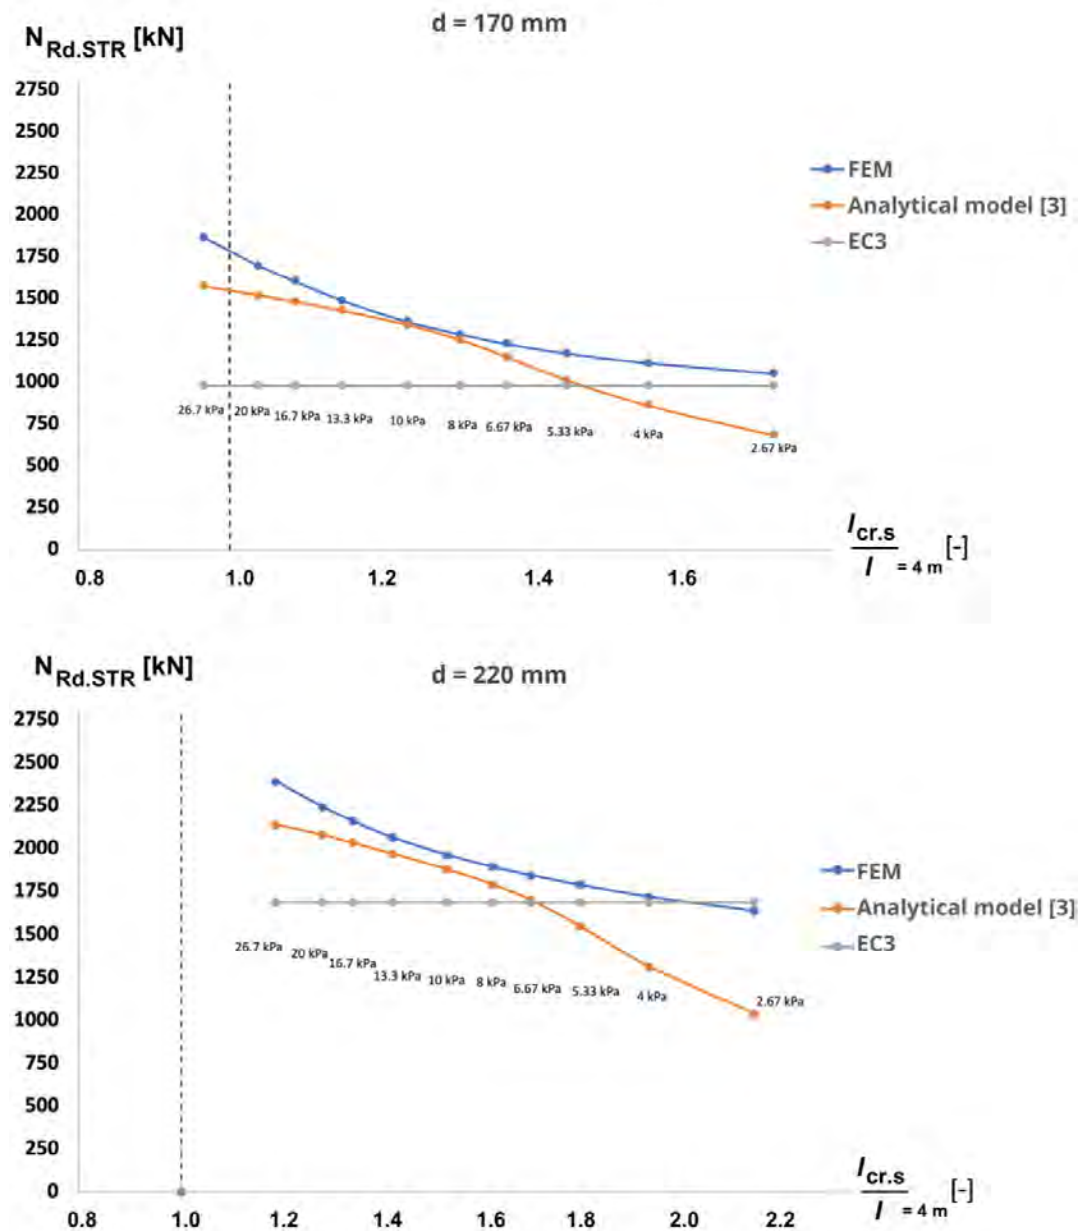 d = 170 mm
N Rd.STR [kN]
2750
2500
2250
2000
1750
1500
1250
1000
750
500
250
0
FEM
Analytical model [3]
EC3
26.7 kPa 20 kPa 16.7 kPa 13.3 kPa 10 kPa 8 kPa 6.67 kPa 5.33 kPa 4 kPa 2.67 kPa
l cr.s
l = 4 m [-]
0.8 1.0 1.2 1.4 1.6
N Rd.STR [kN]
d = 220 mm
2750
2500
2250
2000
1750
1500
1250
1000
750
500
250
0
FEM
Analytical model [3]
EC3
26.7 kPa 20 kPa 16.7 kPa 13.3 kPa 10 kPa 8 kPa 6.67 kPa 5.33 kPa 4 kPa 2.67 kPa
l cr.s
l = 4 m [-]
0.8 1.0 1.2 1.4 1.6 1.8 2.0 2.2